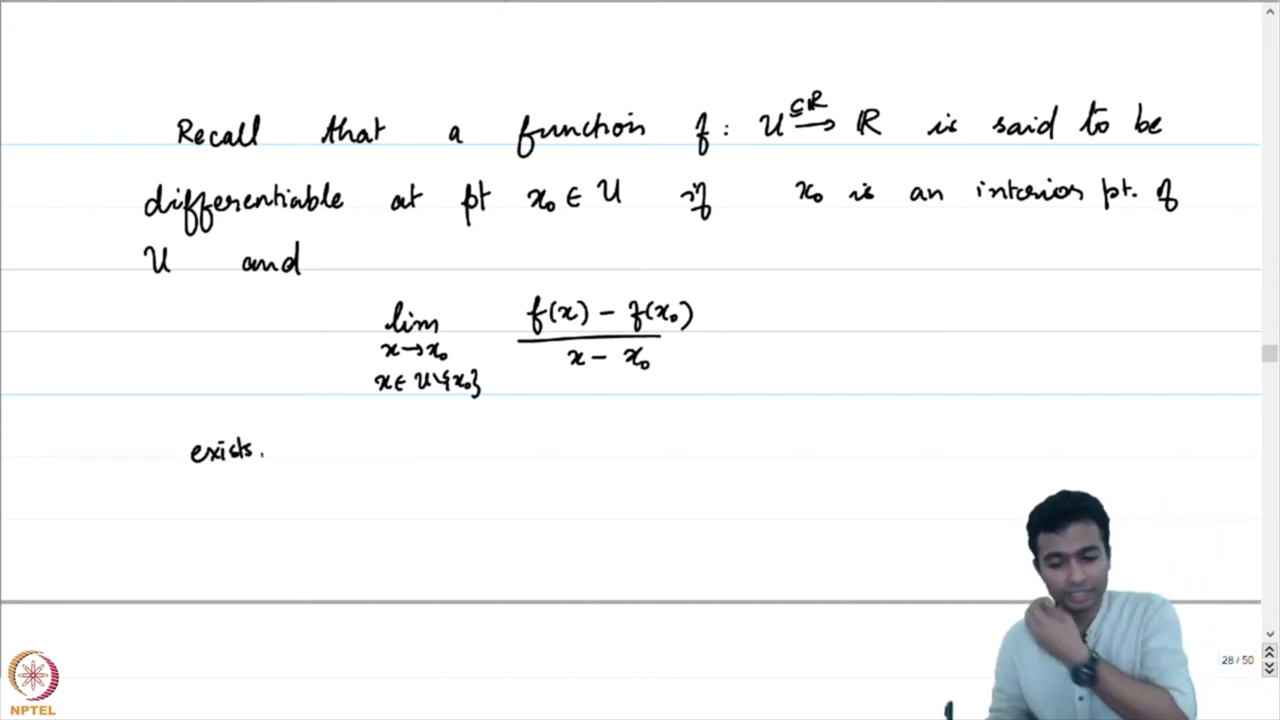 Recall that a function f: U ⊆ℝ → ℝ is said to be
differentiable at pt x₀ ∈ U if x₀ is an interior pt. of
U and
lim x→x₀ x∈U\{x₀} f(x) − f(x₀) / x − x₀
exists.
28 / 50
NPTEL